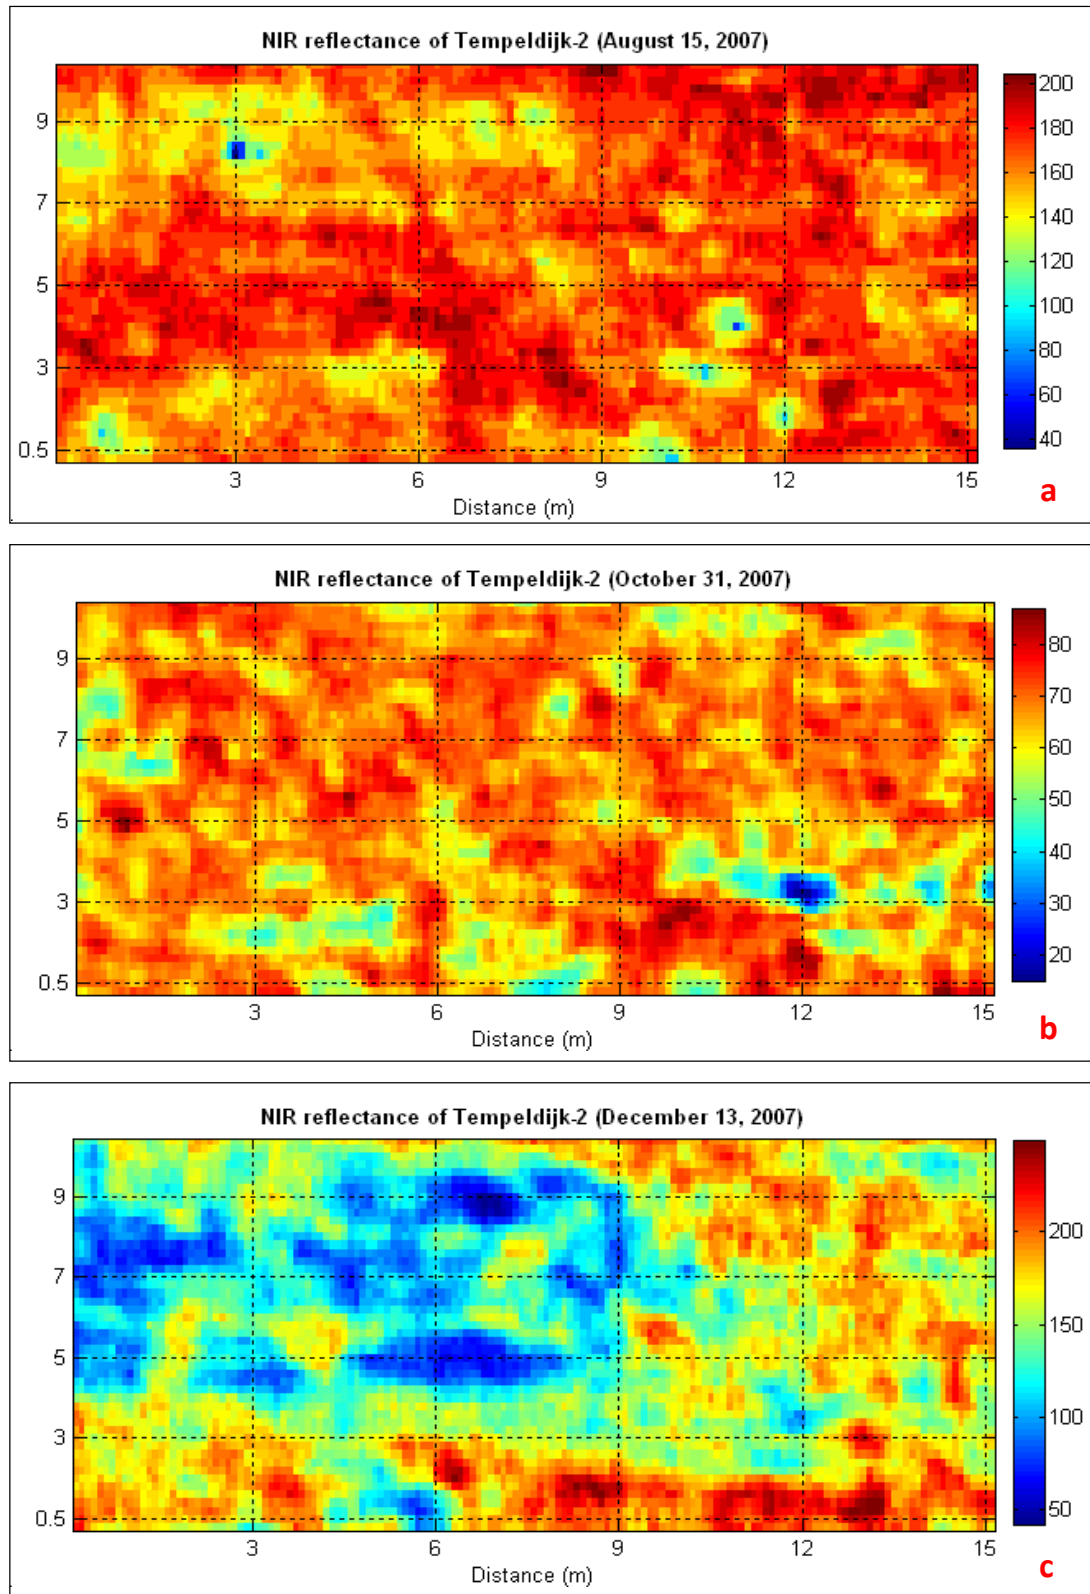 NIR reflectance of Tempeldijk-2 (August 15, 2007)
9
7
5
3
0.5
3 6 9 12 15
Distance (m)
200
180
160
140
120
100
80
60
40
a
NIR reflectance of Tempeldijk-2 (October 31, 2007)
9
7
5
3
0.5
3 6 9 12 15
Distance (m)
80
70
60
50
40
30
20
b
NIR reflectance of Tempeldijk-2 (December 13, 2007)
9
7
5
3
0.5
3 6 9 12 15
Distance (m)
200
150
100
50
c